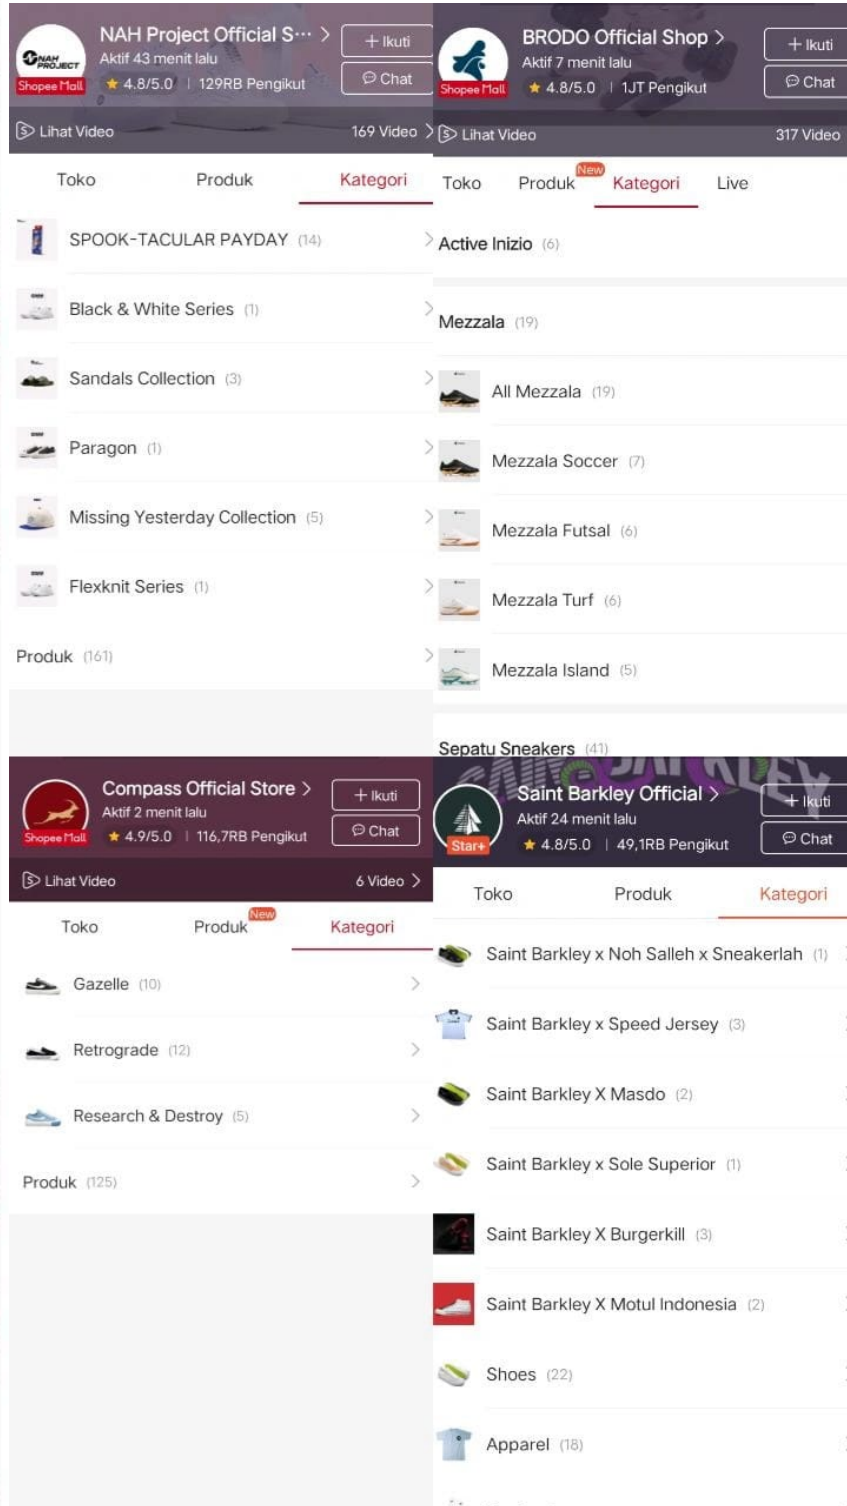 NAH Project Official S··· >
Aktif 43 menit lalu
4.8/5.0 | 129RB Pengikut
+ Ikuti
Chat
NAH PROJECT
Shopee Mall
Lihat Video
169 Video >
Toko Produk Kategori
SPOOK-TACULAR PAYDAY (14)
Black & White Series (1)
Sandals Collection (3)
Paragon (1)
Missing Yesterday Collection (5)
Flexknit Series (1)
Produk (161)
BRODO Official Shop >
Aktif 7 menit lalu
4.8/5.0 | 1JT Pengikut
+ Ikuti
Chat
Shopee Mall
Lihat Video
317 Video
Toko Produk New Kategori Live
Active Inizio (6)
Mezzala (19)
All Mezzala (19)
Mezzala Soccer (7)
Mezzala Futsal (6)
Mezzala Turf (6)
Mezzala Island (5)
Sepatu Sneakers (41)
Compass Official Store >
Aktif 2 menit lalu
4.9/5.0 | 116,7RB Pengikut
+ Ikuti
Chat
Shopee Mall
Lihat Video
6 Video >
Toko Produk New Kategori
Gazelle (10)
Retrograde (12)
Research & Destroy (5)
Produk (125)
SAINT BARKLEY
Saint Barkley Official >
Aktif 24 menit lalu
4.8/5.0 | 49,1RB Pengikut
+ Ikuti
Chat
Star+
Toko Produk Kategori
Saint Barkley x Noh Salleh x Sneakerlah (1)
Saint Barkley x Speed Jersey (3)
Saint Barkley X Masdo (2)
Saint Barkley x Sole Superior (1)
Saint Barkley X Burgerkill (3)
Saint Barkley X Motul Indonesia (2)
Shoes (22)
Apparel (18)